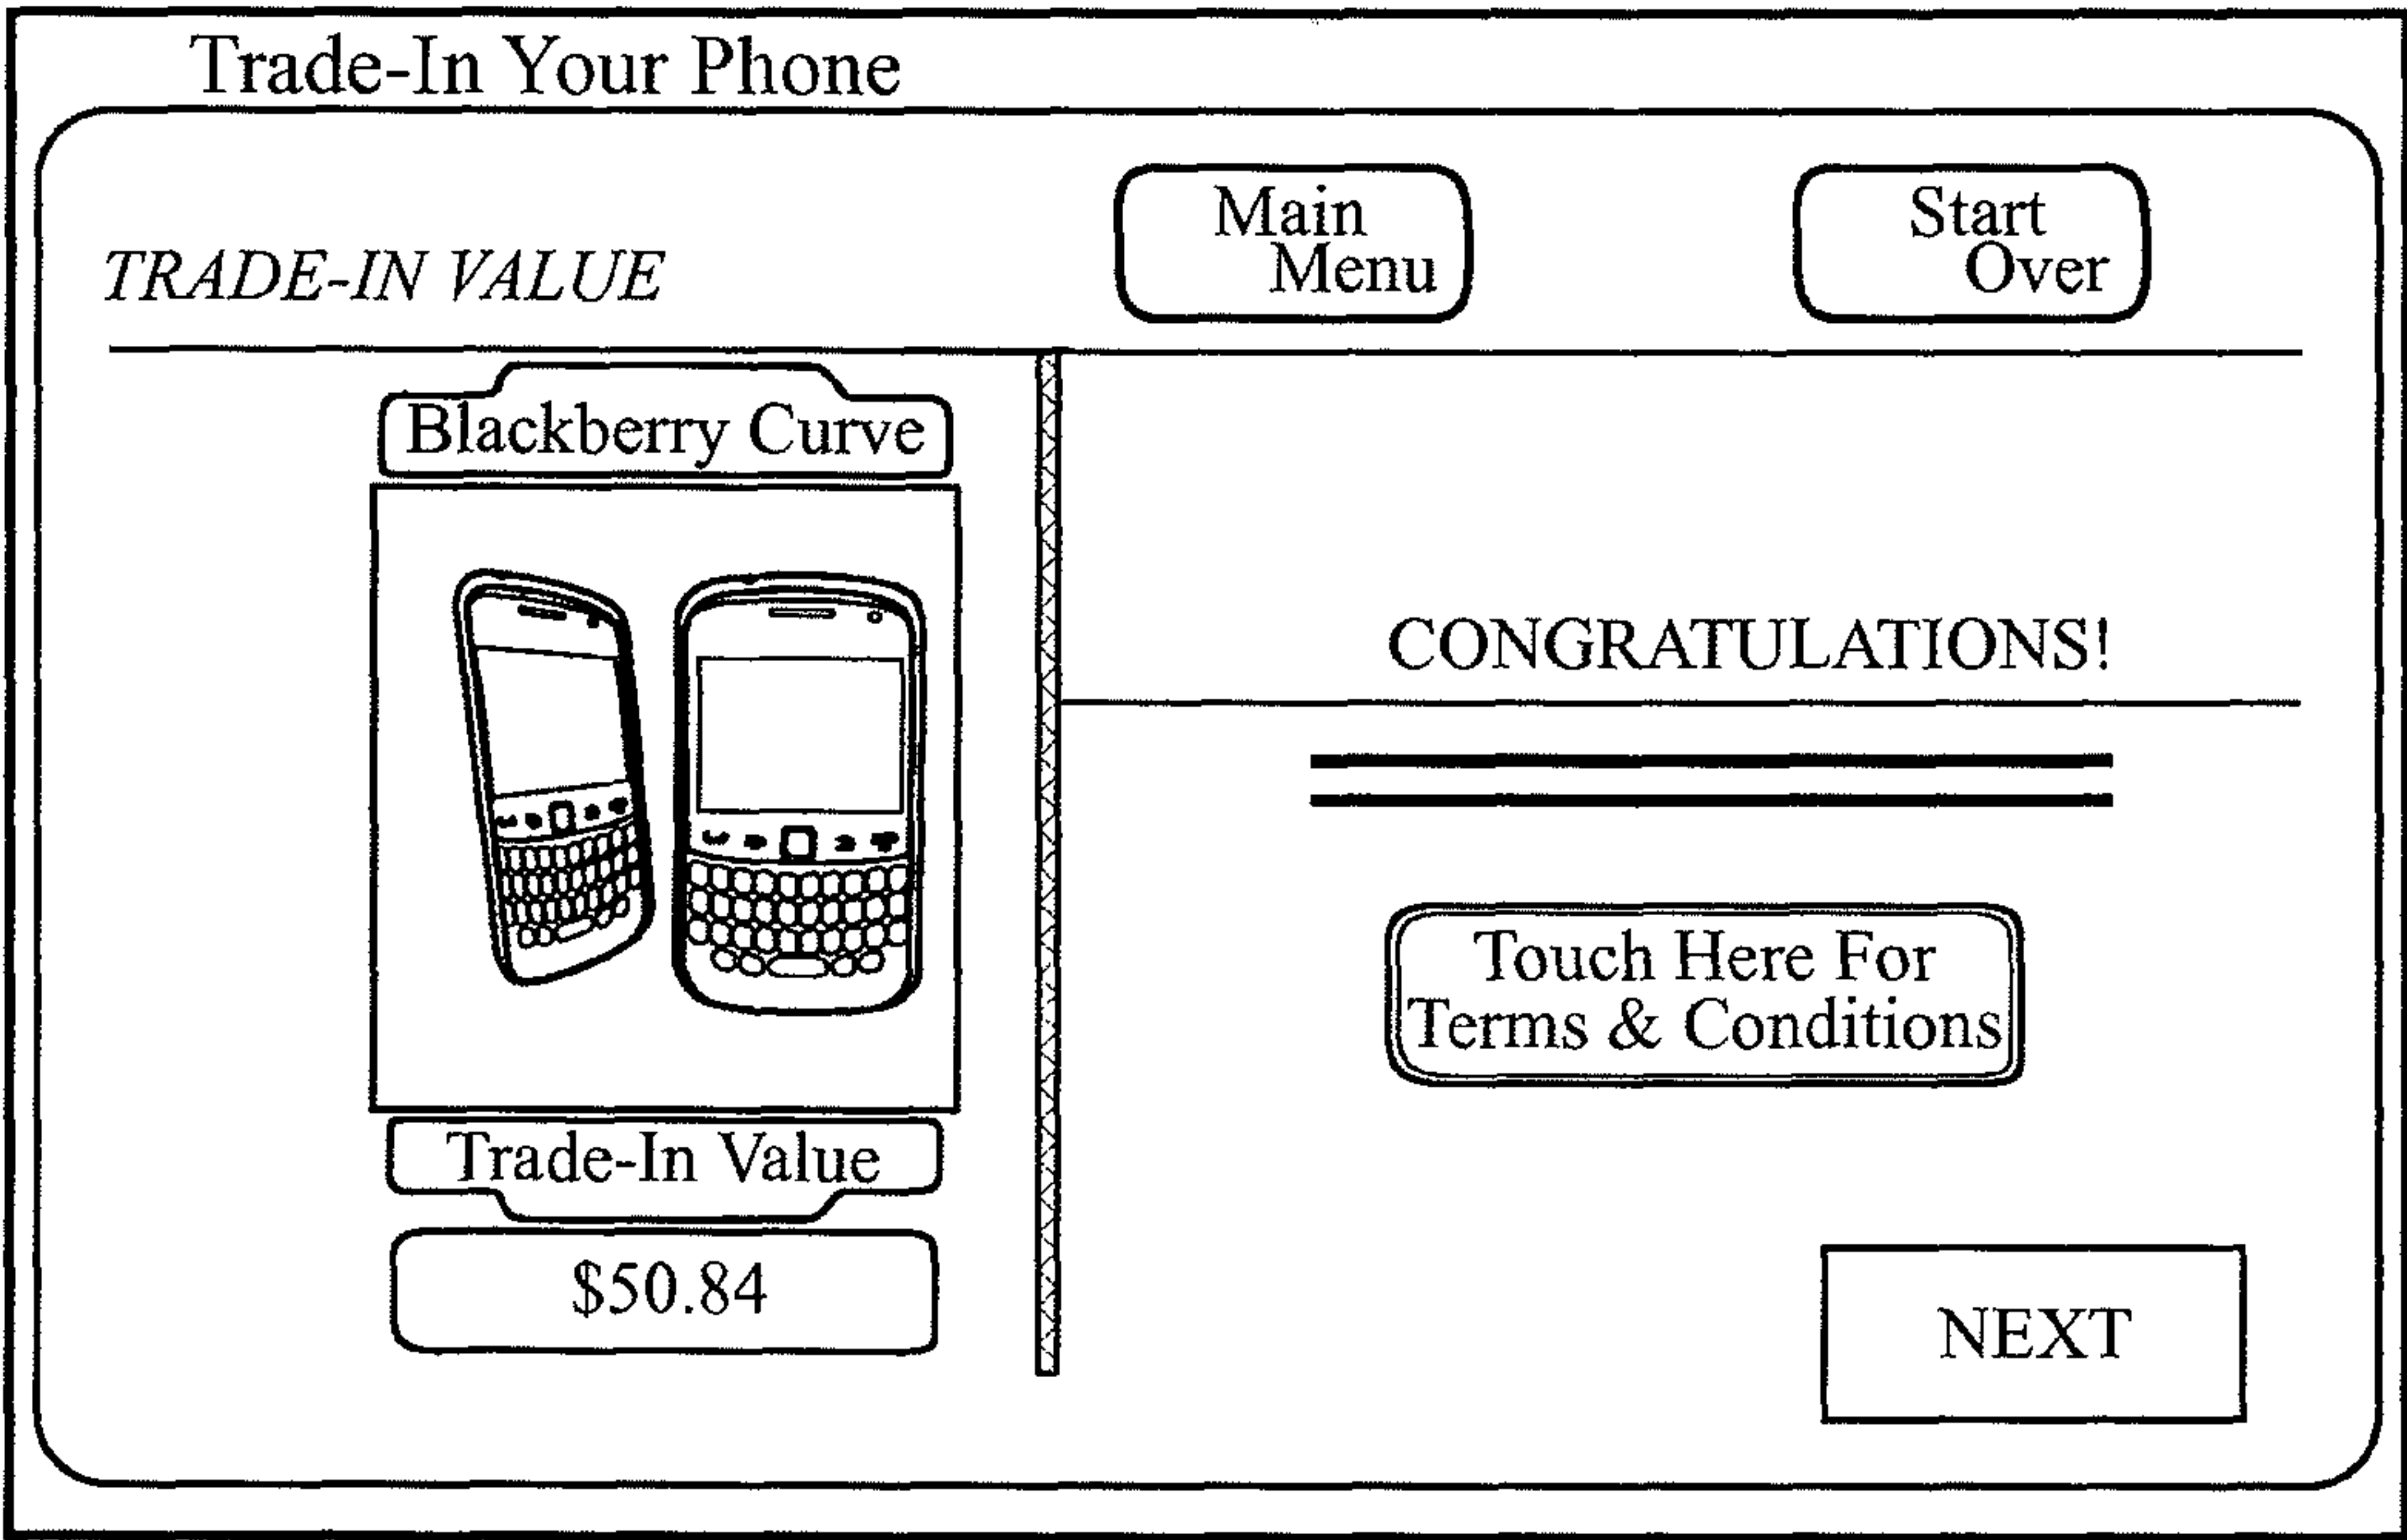 Trade-In Your Phone
TRADE-IN VALUE
Main
Menu
Start
Over
Blackberry Curve
Trade-In Value
$50.84
CONGRATULATIONS!
Touch Here For
Terms & Conditions
NEXT